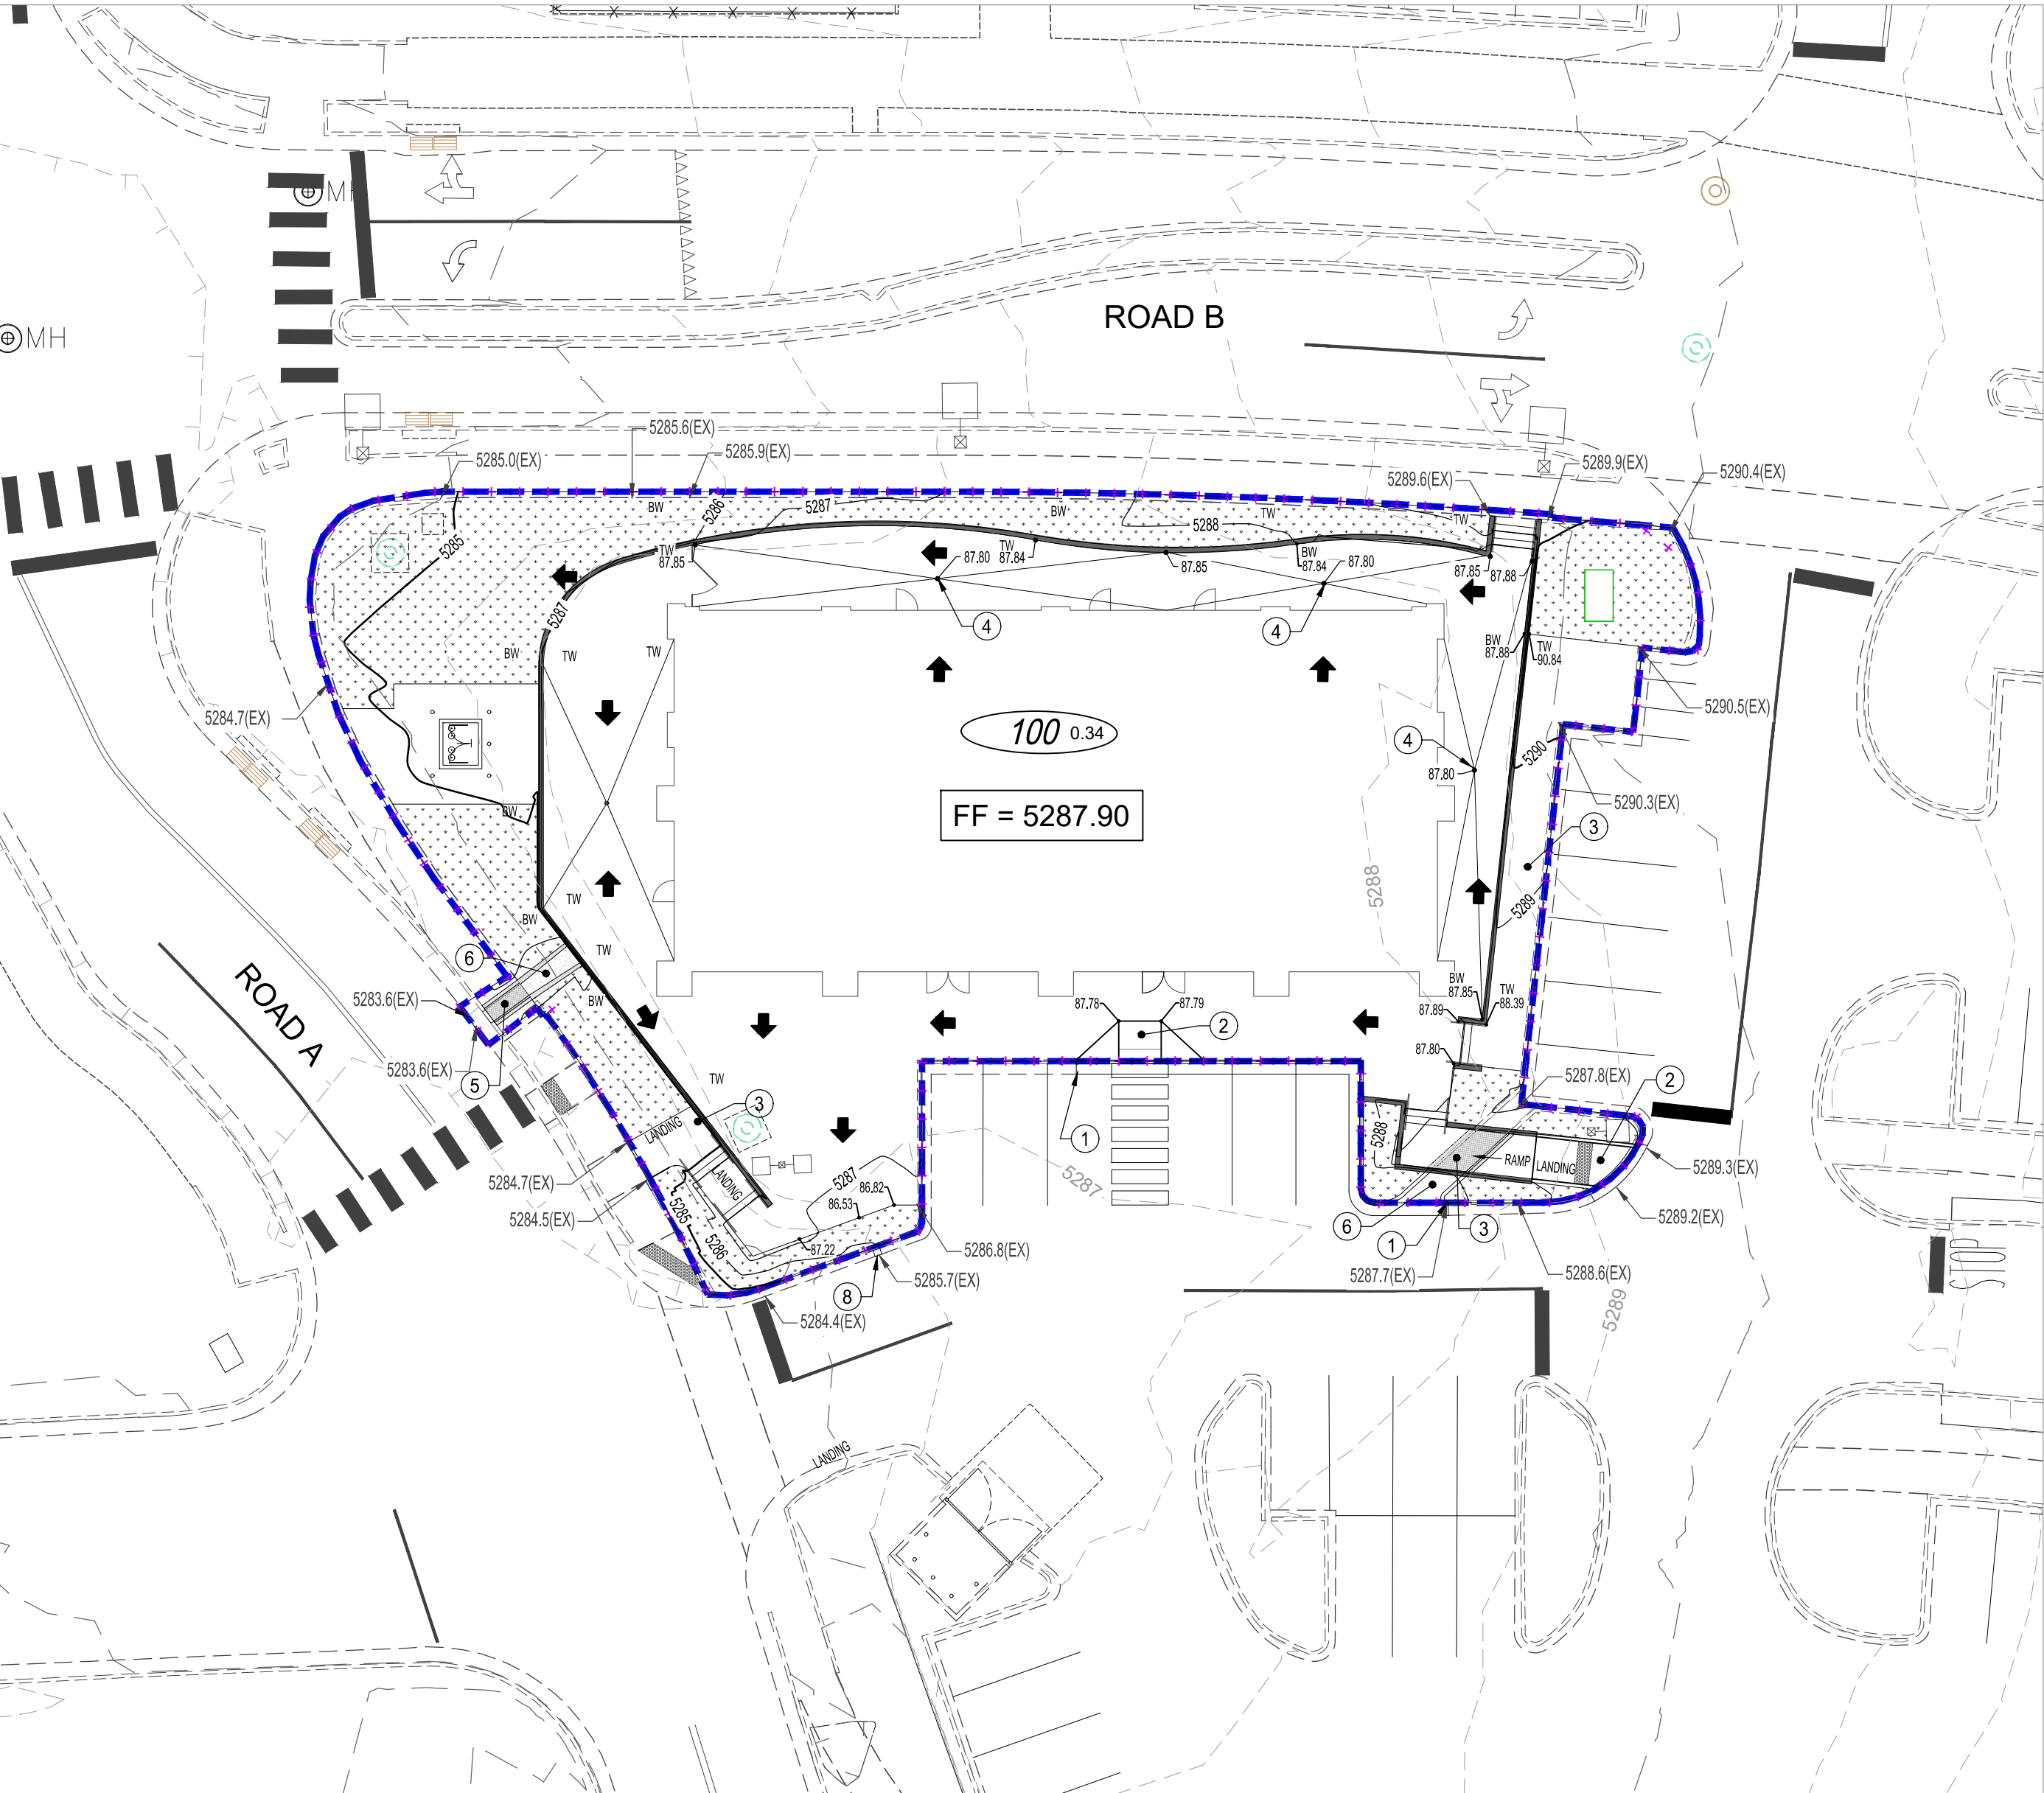 MH
MH
ROAD B
5285.6(EX)
5285.0(EX)
5285.9(EX)
5289.6(EX)
5289.9(EX)
5290.4(EX)
BW
5286
5287
BW
TW
5288
TW
5285
TW
87.85
87.80
TW
87.84
87.85
BW
87.84
87.80
87.85
87.88
5287
4
4
BW
TW
TW
BW
87.88
TW
90.84
5284.7(EX)
5290.5(EX)
100 0.34
4
87.80
5290
FF = 5287.90
5290.3(EX)
BW
3
5288
5289
TW
BW
TW
6
BW
87.85
TW
88.39
87.89
5283.6(EX)
BW
87.78
87.79
2
ROAD A
87.80
5283.6(EX)
5
TW
5287.8(EX)
2
3
1
LANDING
5288
RAMP
LANDING
5289.3(EX)
5284.7(EX)
LANDING
5287
5287
86.82
86.53
5284.5(EX)
5285
5286
87.22
5286.8(EX)
5285.7(EX)
8
5284.4(EX)
6
1
3
5289.2(EX)
5287.7(EX)
5288.6(EX)
5289
LANDING